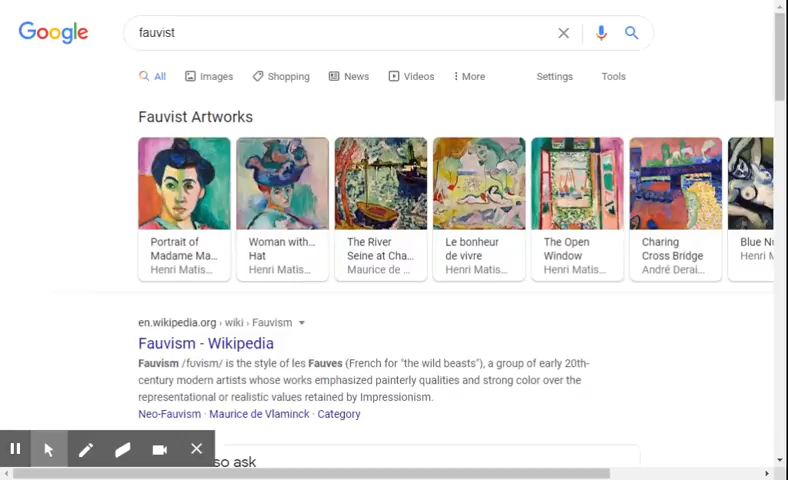 Google
fauvist
All Images Shopping News Videos More Settings Tools
Fauvist Artworks
Portrait of
Madame Ma...
Henri Matis...
Woman with...
Hat
Henri Matis...
The River
Seine at Cha...
Maurice de ...
Le bonheur
de vivre
Henri Matis...
The Open
Window
Henri Matis...
Charing
Cross Bridge
André Derai...
Blue Nu
Henri M
en.wikipedia.org › wiki › Fauvism
Fauvism - Wikipedia
Fauvism /fuvism/ is the style of les Fauves (French for "the wild beasts"), a group of early 20th-
century modern artists whose works emphasized painterly qualities and strong color over the
representational or realistic values retained by Impressionism.
Neo-Fauvism · Maurice de Vlaminck · Category
so ask